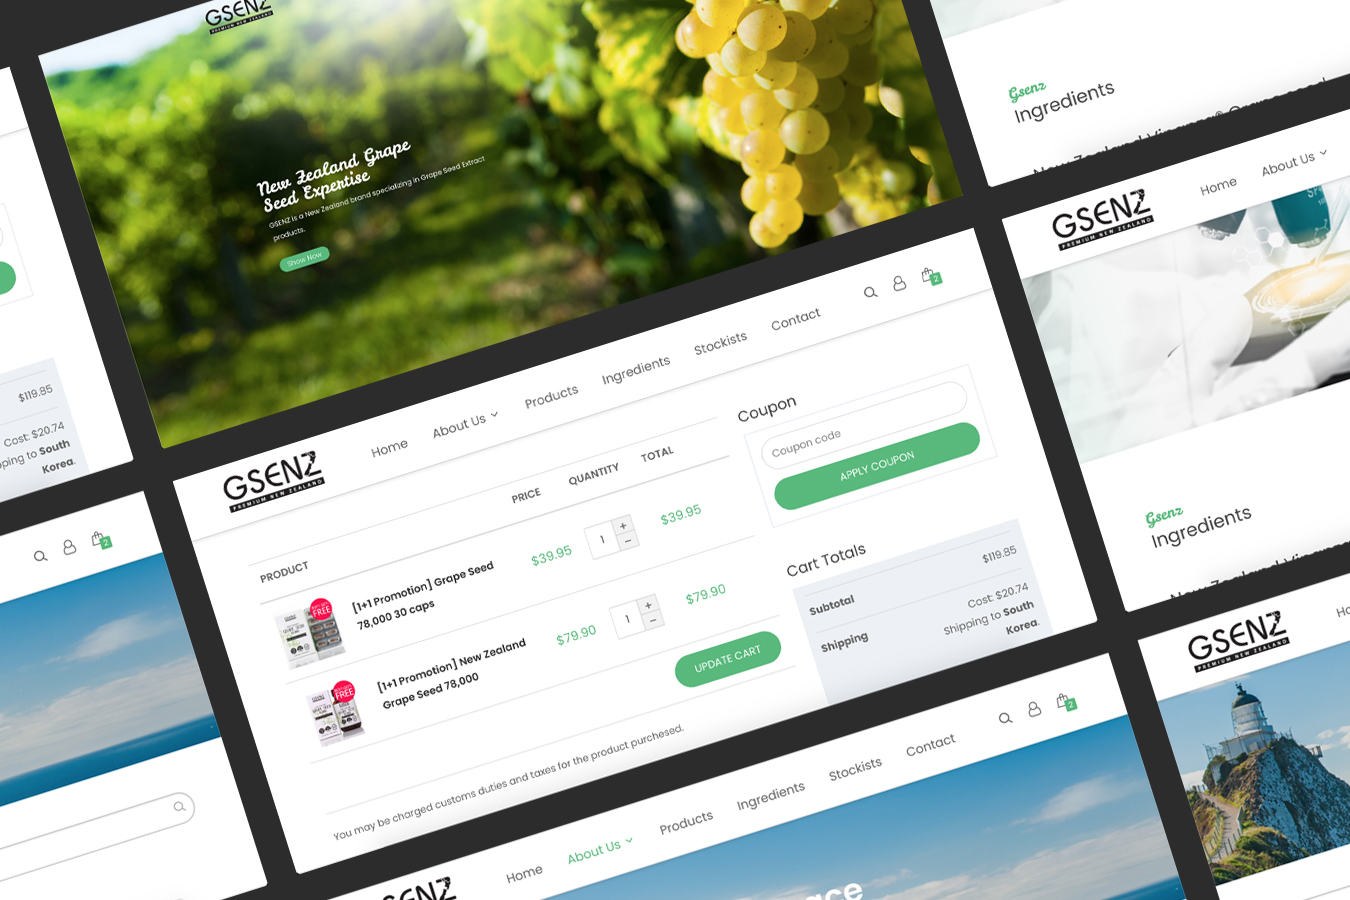 GSENZ
PREMIUM NEW ZEALAND
New Zealand Grape
Seed Expertise
GSENZ is a New Zealand brand specializing in Grape Seed Extract
products.
Show Now
Gsenz
Ingredients
$119.85
Cost: $20.74
Shipping to South
Korea.
GSENZ
PREMIUM NEW ZEALAND
Home
About Us
Gsenz
Ingredients
GSENZ
PREMIUM NEW ZEALAND
Home
About Us
Products
Ingredients
Stockists
Contact
2
PRODUCT
PRICE
QUANTITY
TOTAL
FREE
[1+1 Promotion] Grape Seed
78,000 30 caps
$39.95
1
+
−
$39.95
FREE
[1+1 Promotion] New Zealand
Grape Seed 78,000
$79.90
1
+
−
$79.90
UPDATE CART
You may be charged customs duties and taxes for the product purchesed.
Coupon
Coupon code
APPLY COUPON
Cart Totals
Subtotal
$119.85
Shipping
Cost: $20.74
Shipping to South
Korea.
2
GSENZ
Home
About Us
Products
Ingredients
Stockists
Contact
2
GSENZ
PREMIUM NEW ZEALAND